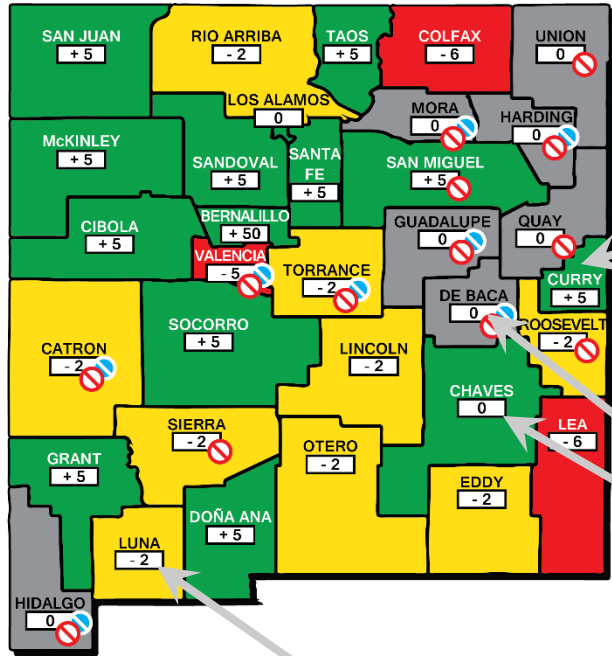 SAN JUAN
+ 5
RIO ARRIBA
- 2
TAOS
+ 5
COLFAX
- 6
UNION
0
LOS ALAMOS
0
MORA
0
HARDING
0
McKINLEY
+ 5
SANDOVAL
+ 5
SANTA
FE
+ 5
SAN MIGUEL
+ 5
CIBOLA
+ 5
BERNALILLO
+ 50
VALENCIA
- 5
TORRANCE
- 2
GUADALUPE
0
QUAY
0
CURRY
+ 5
DE BACA
0
ROOSEVELT
- 2
CATRON
- 2
SOCORRO
+ 5
LINCOLN
- 2
CHAVES
0
LEA
- 6
SIERRA
- 2
OTERO
- 2
GRANT
+ 5
EDDY
- 2
DOÑA ANA
+ 5
LUNA
- 2
HIDALGO
0